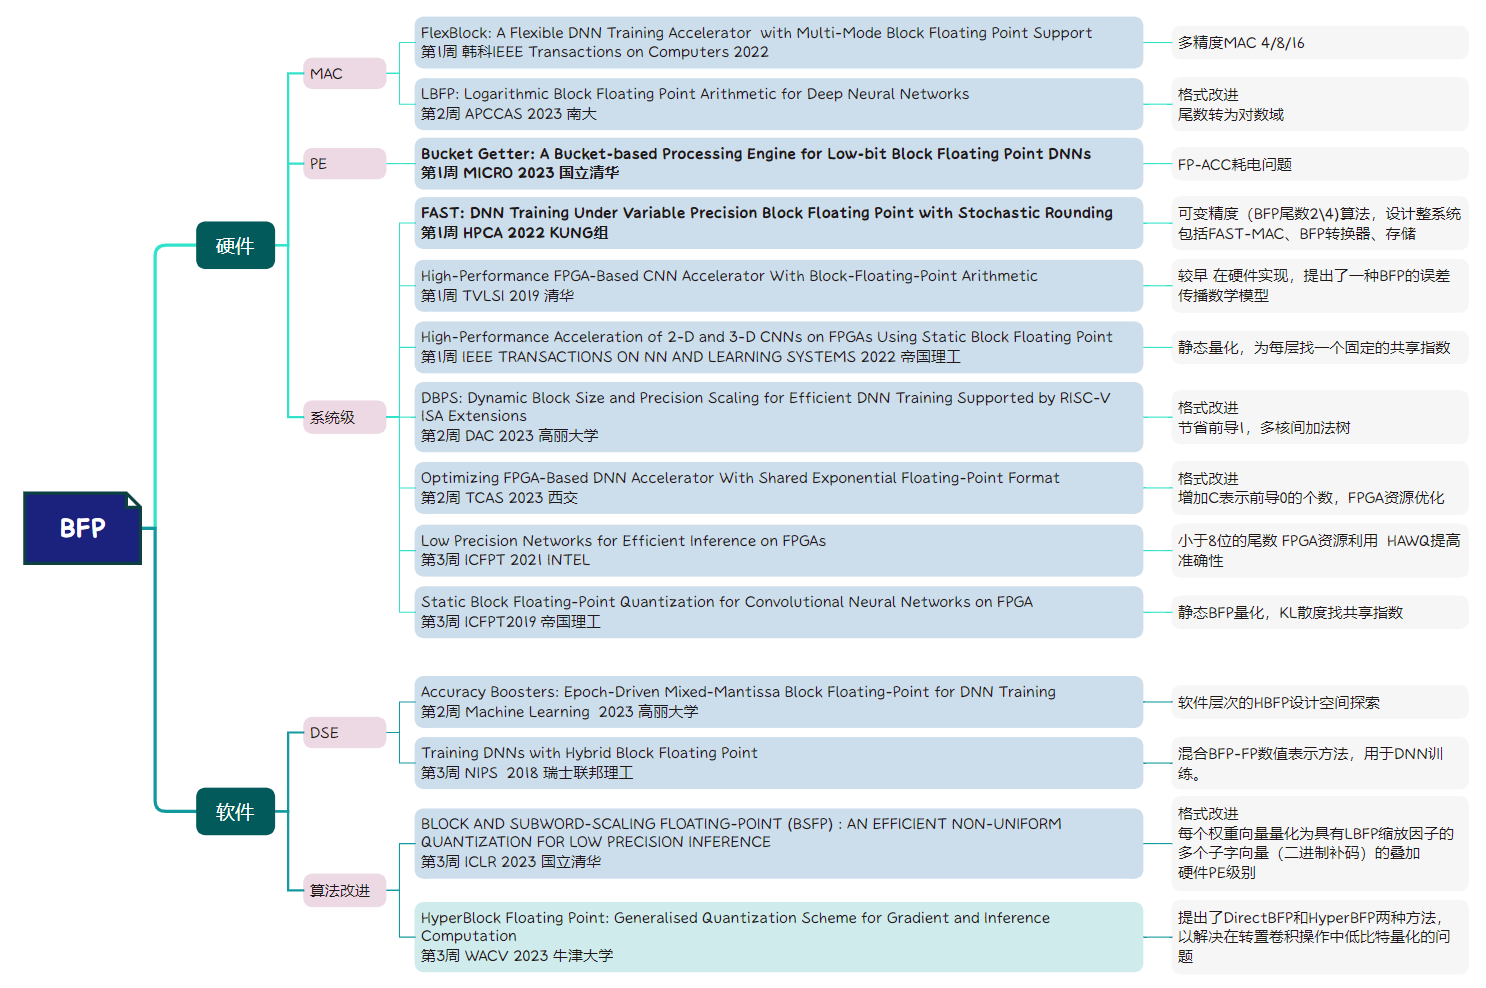 BFP
硬件
MAC
FlexBlock: A Flexible DNN Training Accelerator  with Multi-Mode Block Floating Point Support
第1周 韩科IEEE Transactions on Computers 2022
多精度MAC 4/8/16
LBFP: Logarithmic Block Floating Point Arithmetic for Deep Neural Networks
第2周 APCCAS 2023 南大
格式改进
尾数转为对数域
PE
Bucket Getter: A Bucket-based Processing Engine for Low-bit Block Floating Point DNNs
第1周 MICRO 2023 国立清华
FP-ACC耗电问题
系统级
FAST: DNN Training Under Variable Precision Block Floating Point with Stochastic Rounding
第1周 HPCA 2022 KUNG组
可变精度（BFP尾数2\4)算法，设计整系统
包括FAST-MAC、BFP转换器、存储
High-Performance FPGA-Based CNN Accelerator With Block-Floating-Point Arithmetic
第1周 TVLSI 2019 清华
较早 在硬件实现，提出了一种BFP的误差
传播数学模型
High-Performance Acceleration of 2-D and 3-D CNNs on FPGAs Using Static Block Floating Point
第1周 IEEE TRANSACTIONS ON NN AND LEARNING SYSTEMS 2022 帝国理工
静态量化，为每层找一个固定的共享指数
DBPS: Dynamic Block Size and Precision Scaling for Efficient DNN Training Supported by RISC-V
ISA Extensions
第2周 DAC 2023 高丽大学
格式改进
节省前导1，多核间加法树
Optimizing FPGA-Based DNN Accelerator With Shared Exponential Floating-Point Format
第2周 TCAS 2023 西交
格式改进
增加C表示前导0的个数，FPGA资源优化
Low Precision Networks for Efficient Inference on FPGAs
第3周 ICFPT 2021 INTEL
小于8位的尾数 FPGA资源利用  HAWQ提高
准确性
Static Block Floating-Point Quantization for Convolutional Neural Networks on FPGA
第3周 ICFPT2019 帝国理工
静态BFP量化，KL散度找共享指数
软件
DSE
Accuracy Boosters: Epoch-Driven Mixed-Mantissa Block Floating-Point for DNN Training
第2周 Machine Learning  2023 高丽大学
软件层次的HBFP设计空间探索
Training DNNs with Hybrid Block Floating Point
第3周 NIPS  2018 瑞士联邦理工
混合BFP-FP数值表示方法，用于DNN训
练。
算法改进
BLOCK AND SUBWORD-SCALING FLOATING-POINT (BSFP) : AN EFFICIENT NON-UNIFORM
QUANTIZATION FOR LOW PRECISION INFERENCE
第3周 ICLR 2023 国立清华
格式改进
每个权重向量量化为具有LBFP缩放因子的
多个子字向量（二进制补码）的叠加
硬件PE级别
HyperBlock Floating Point: Generalised Quantization Scheme for Gradient and Inference
Computation
第3周 WACV 2023 牛津大学
提出了DirectBFP和HyperBFP两种方法，
以解决在转置卷积操作中低比特量化的问
题